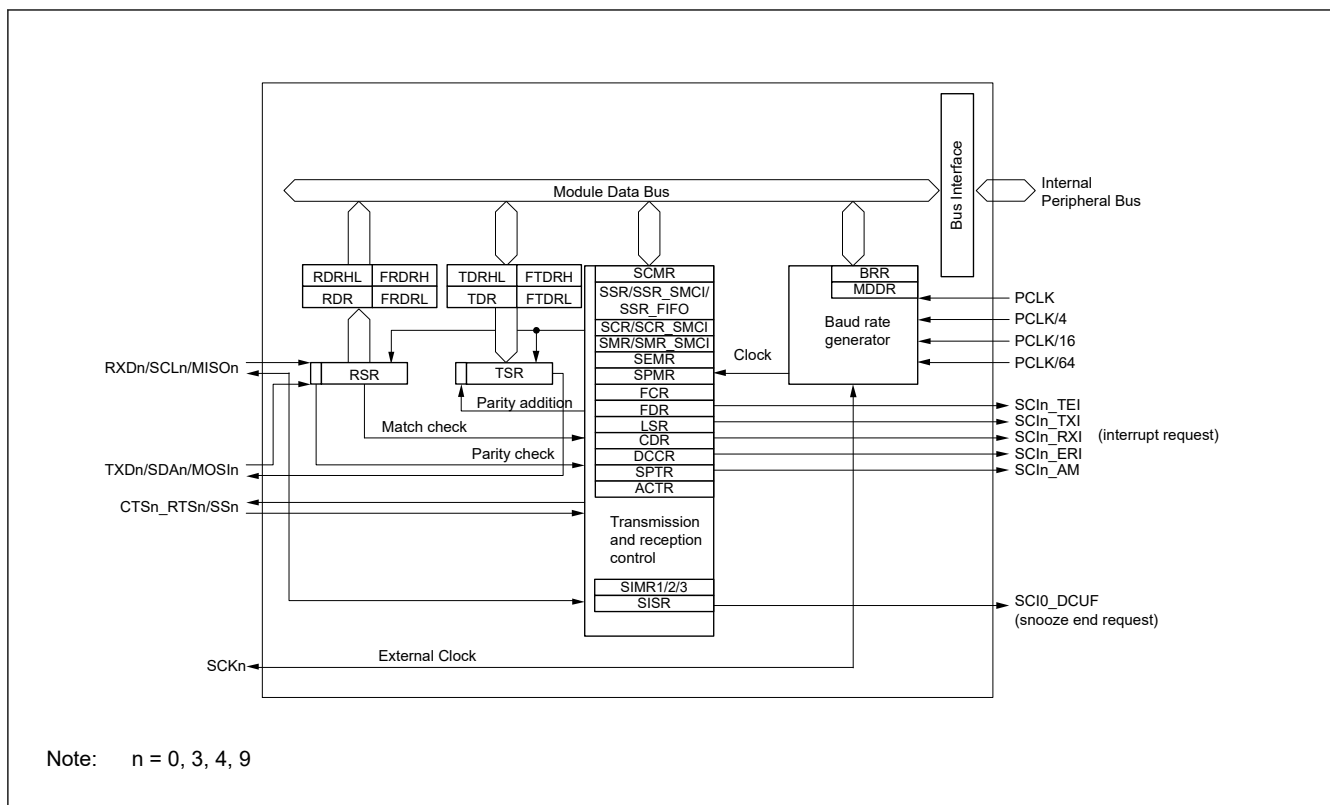 Module Data Bus
Bus Interface
Internal
Peripheral Bus
RDRHL FRDRH
RDR FRDRL
TDRHL FTDRH
TDR FTDRL
SCMR
SSR/SSR_SMCI/
SSR_FIFO
SCR/SCR_SMCI
SMR/SMR_SMCI
SEMR
SPMR
FCR
FDR
LSR
CDR
DCCR
SPTR
ACTR
Transmission
and reception
control
SIMR1/2/3
SISR
BRR
MDDR
Baud rate
generator
Clock
PCLK
PCLK/4
PCLK/16
PCLK/64
RXDn/SCLn/MISOn
RSR
TSR
Parity addition
Match check
Parity check
TXDn/SDAn/MOSIn
CTSn_RTSn/SSn
SCIn_TEI
SCIn_TXI
SCIn_RXI (interrupt request)
SCIn_ERI
SCIn_AM
SCI0_DCUF
(snooze end request)
SCKn
External Clock
Note: n = 0, 3, 4, 9